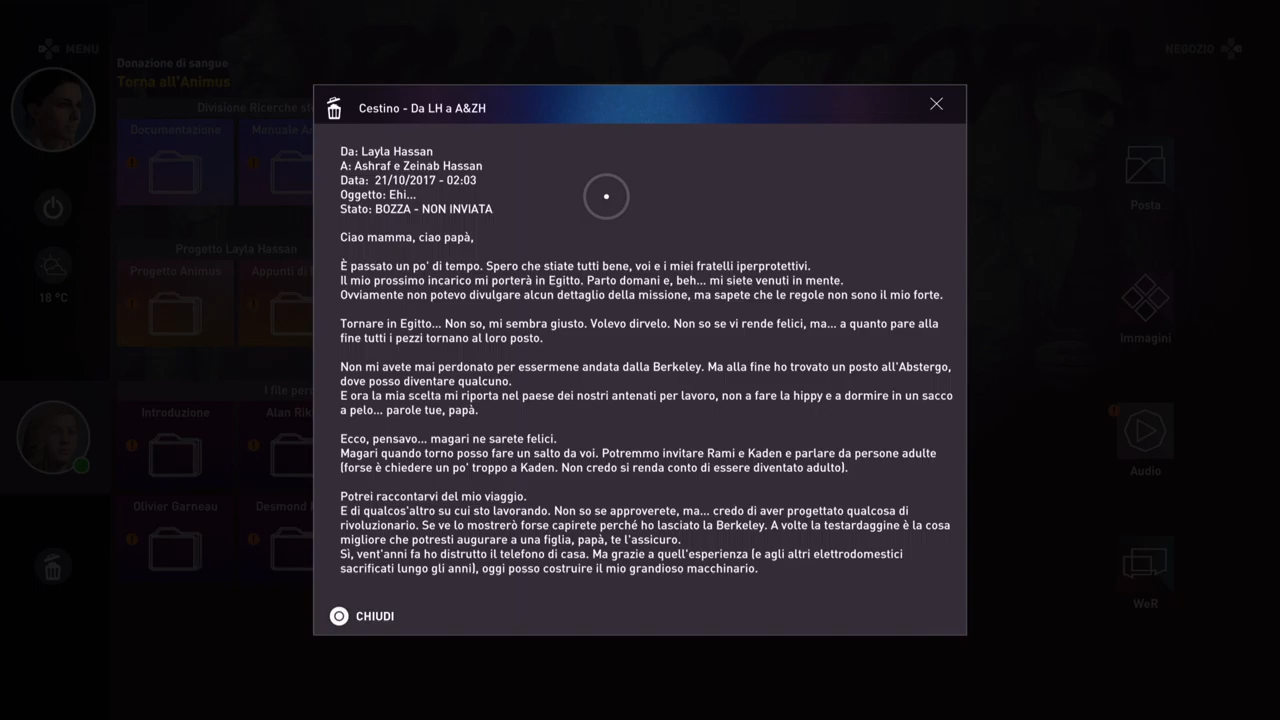 MENU
NEGOZIO
Donazione di sangue
Torna all'Animus
Divisione Ricerche
Documentazione
Manuale
Progetto Layla Hassan
Progetto Animus
Appunti di
I file
Introduzione
Alan
Olivier Garneau
Desmond
18 °C
Cestino - Da LH a A&ZH
Da: Layla Hassan
A: Ashraf e Zeinab Hassan
Data: 21/10/2017 - 02:03
Oggetto: Ehi...
Stato: BOZZA - NON INVIATA
Ciao mamma, ciao papà,
È passato un po' di tempo. Spero che stiate tutti bene, voi e i miei fratelli iperprotettivi.
Il mio prossimo incarico mi porterà in Egitto. Parto domani e, beh... mi siete venuti in mente.
Ovviamente non potevo divulgare alcun dettaglio della missione, ma sapete che le regole non sono il mio forte.
Tornare in Egitto... Non so, mi sembra giusto. Volevo dirvelo. Non so se vi rende felici, ma... a quanto pare alla
fine tutti i pezzi tornano al loro posto.
Non mi avete mai perdonato per essermene andata dalla Berkeley. Ma alla fine ho trovato un posto all'Abstergo,
dove posso diventare qualcuno.
E ora la mia scelta mi riporta nel paese dei nostri antenati per lavoro, non a fare la hippy e a dormire in un sacco
a pelo... parole tue, papà.
Ecco, pensavo... magari ne sarete felici.
Magari quando torno posso fare un salto da voi. Potremmo invitare Rami e Kaden e parlare da persone adulte
(forse è chiedere un po' troppo a Kaden. Non credo si renda conto di essere diventato adulto).
Potrei raccontarvi del mio viaggio.
E di qualcos'altro su cui sto lavorando. Non so se approverete, ma... credo di aver progettato qualcosa di
rivoluzionario. Se ve lo mostrerò forse capirete perché ho lasciato la Berkeley. A volte la testardaggine è la cosa
migliore che potresti augurare a una figlia, papà, te l'assicuro.
Sì, vent'anni fa ho distrutto il telefono di casa. Ma grazie a quell'esperienza (e agli altri elettrodomestici
sacrificati lungo gli anni), oggi posso costruire il mio grandioso macchinario.
CHIUDI
Posta
Immagini
Audio
WeR